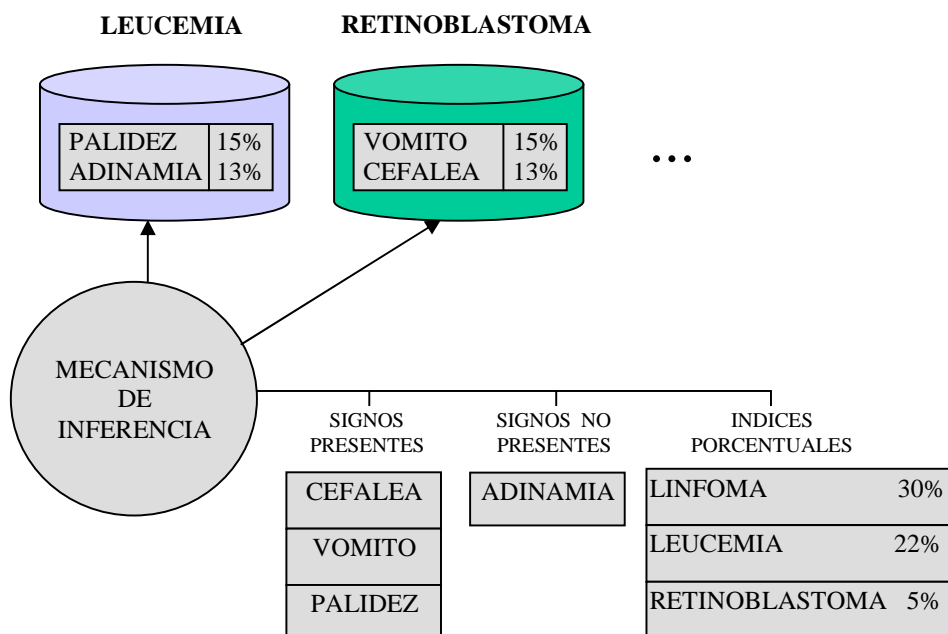 LEUCEMIA
RETINOBLASTOMA
PALIDEZ 15%
ADINAMIA 13%
VOMITO 15%
CEFALEA 13%
...
MECANISMO
DE
INFERENCIA
SIGNOS
PRESENTES
CEFALEA
VOMITO
PALIDEZ
SIGNOS NO
PRESENTES
ADINAMIA
INDICES
PORCENTUALES
LINFOMA 30%
LEUCEMIA 22%
RETINOBLASTOMA 5%